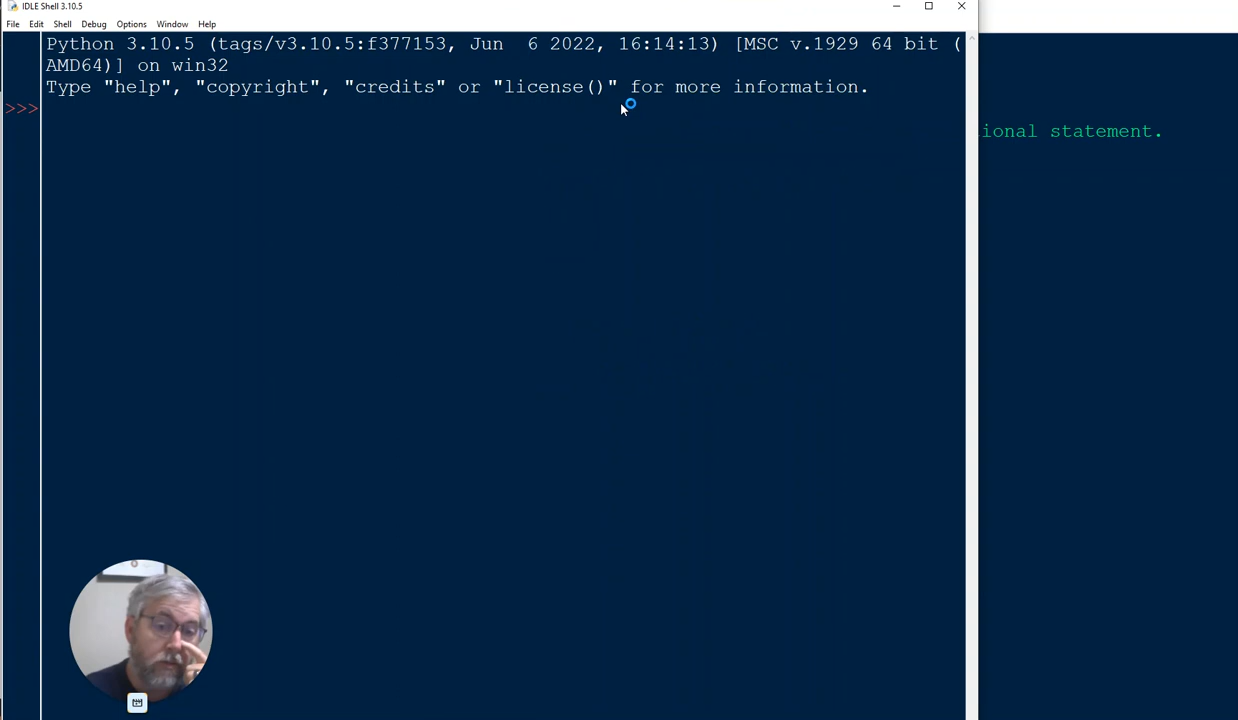 IDLE Shell 3.10.5
File Edit Shell Debug Options Window Help
Python 3.10.5 (tags/v3.10.5:f377153, Jun  6 2022, 16:14:13) [MSC v.1929 64 bit (
AMD64)] on win32
Type "help", "copyright", "credits" or "license()" for more information.
>>>
ional statement.